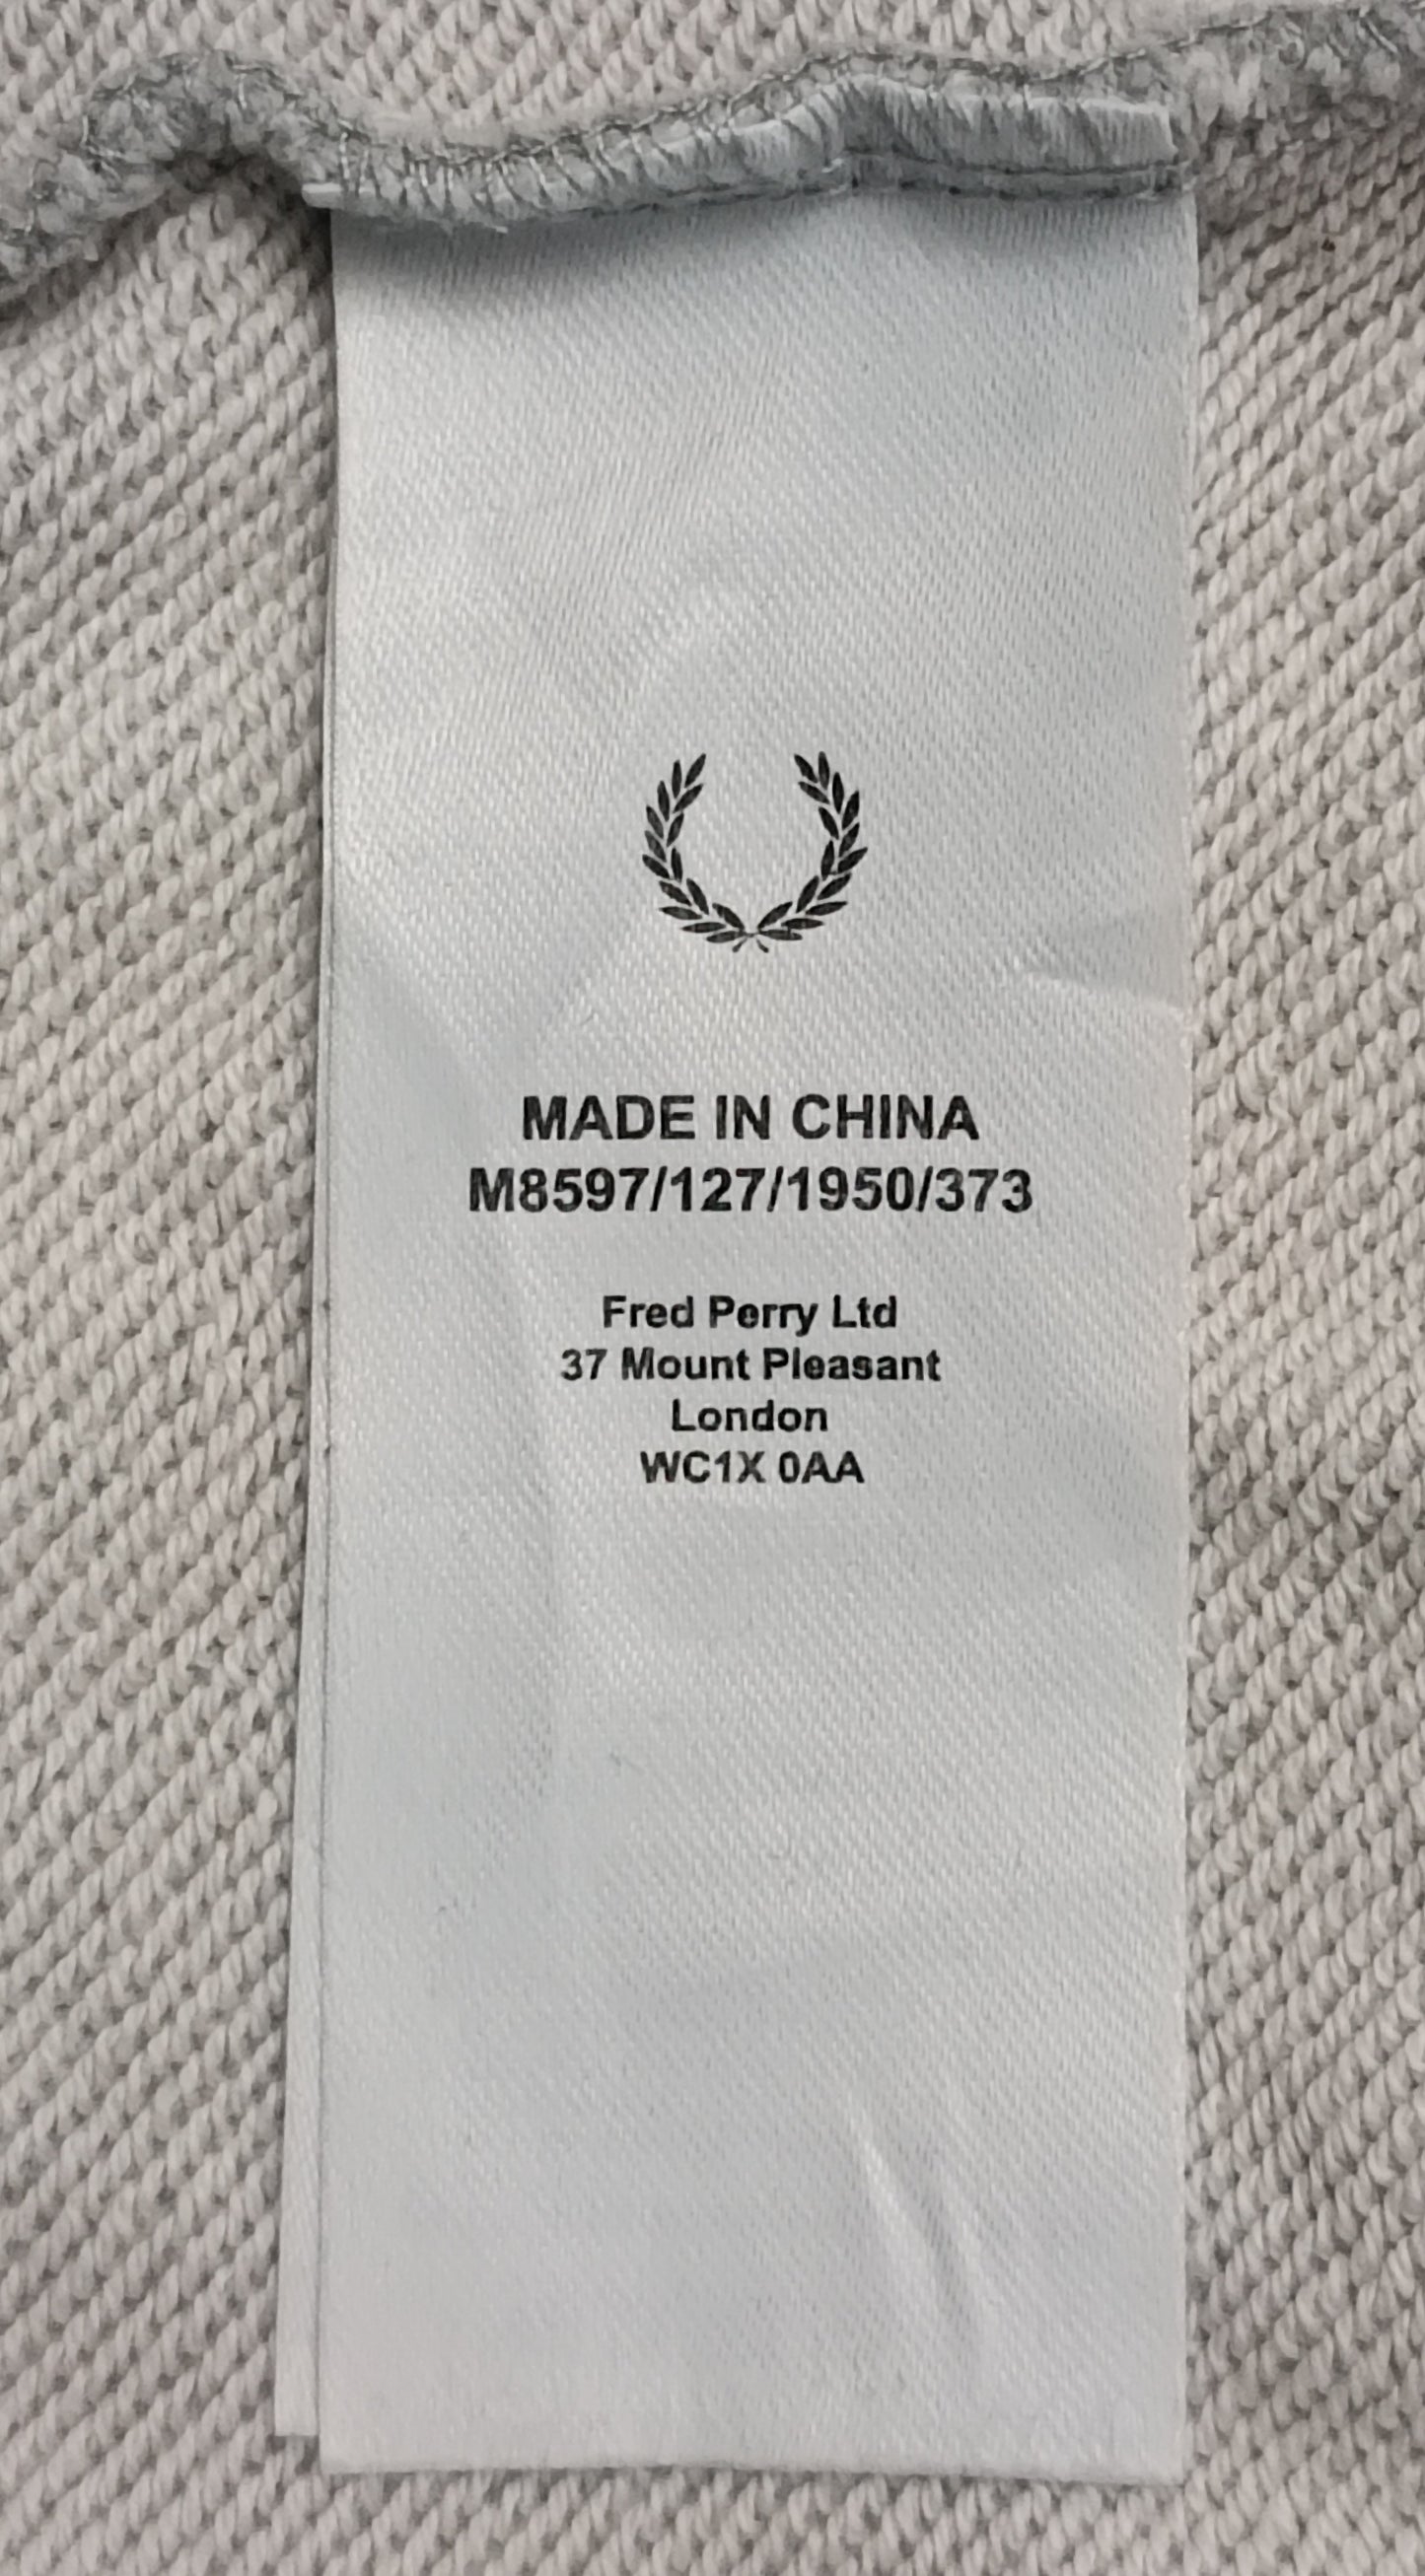 MADE IN CHINA
M8597/127/1950/373
Fred Perry Ltd
37 Mount Pleasant
London
WC1X 0AA